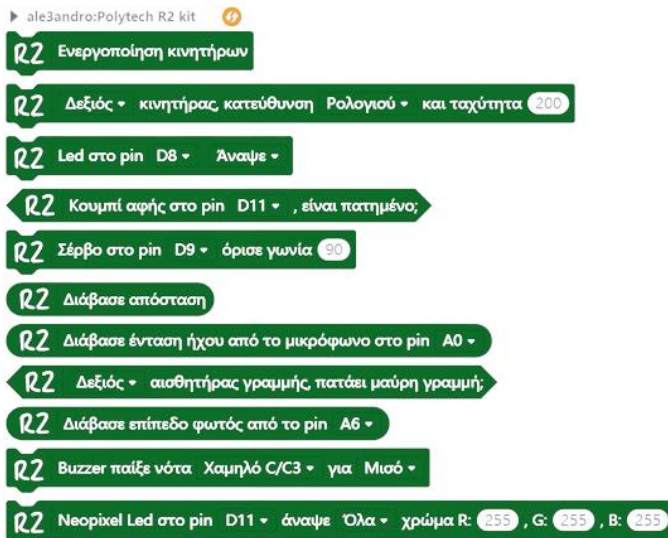 ale3andro:Polytech R2 kit
R2 Ενεργοποίηση κινητήρων
R2 Δεξιός κινητήρας, κατεύθυνση Ρολογιού και ταχύτητα 200
R2 Led στο pin D8 Άναψε
R2 Κουμπί αφής στο pin D11 , είναι πατημένο;
R2 Σέρβο στο pin D9 όρισε γωνία 90
R2 Διάβασε απόσταση
R2 Διάβασε ένταση ήχου από το μικρόφωνο στο pin A0
R2 Δεξιός αισθητήρας γραμμής, πατάει μαύρη γραμμή;
R2 Διάβασε επίπεδο φωτός από το pin A6
R2 Buzzer παίξε νότα Χαμηλό C/C3 για Μισό
R2 Neopixel Led στο pin D11 άναψε Όλα χρώμα R: 255 , G: 255 , B: 255